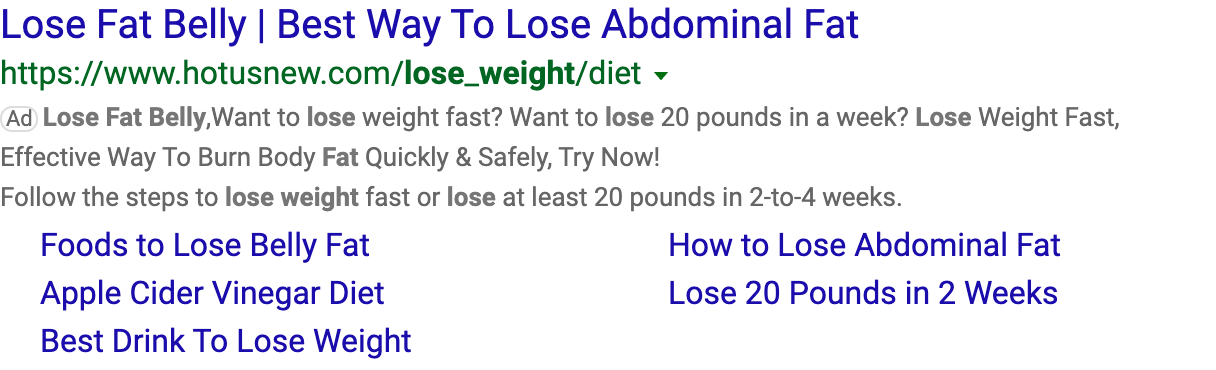 Lose Fat Belly | Best Way To Lose Abdominal Fat
https://www.hotusnew.com/lose_weight/diet
Ad Lose Fat Belly,Want to lose weight fast? Want to lose 20 pounds in a week? Lose Weight Fast,
Effective Way To Burn Body Fat Quickly & Safely, Try Now!
Follow the steps to lose weight fast or lose at least 20 pounds in 2-to-4 weeks.
Foods to Lose Belly Fat
How to Lose Abdominal Fat
Apple Cider Vinegar Diet
Lose 20 Pounds in 2 Weeks
Best Drink To Lose Weight